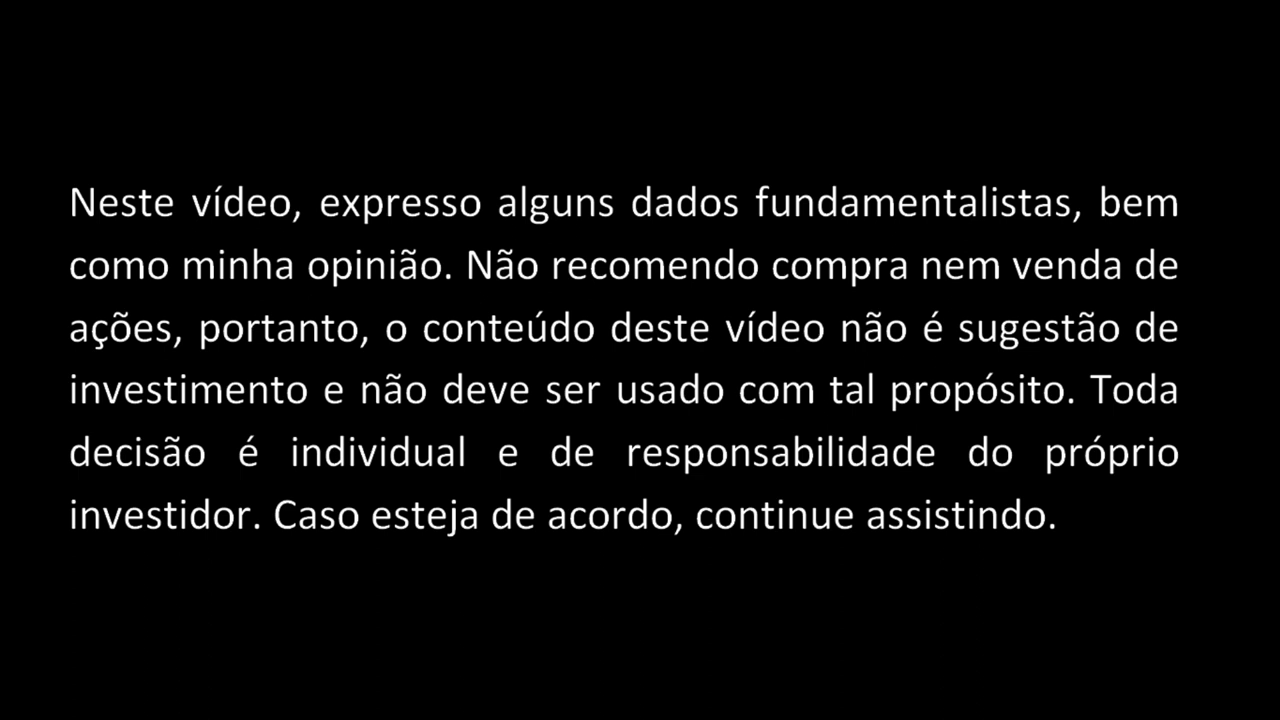 Neste vídeo, expresso alguns dados fundamentalistas, bem
como minha opinião. Não recomendo compra nem venda de
ações, portanto, o conteúdo deste vídeo não é sugestão de
investimento e não deve ser usado com tal propósito. Toda
decisão é individual e de responsabilidade do próprio
investidor. Caso esteja de acordo, continue assistindo.